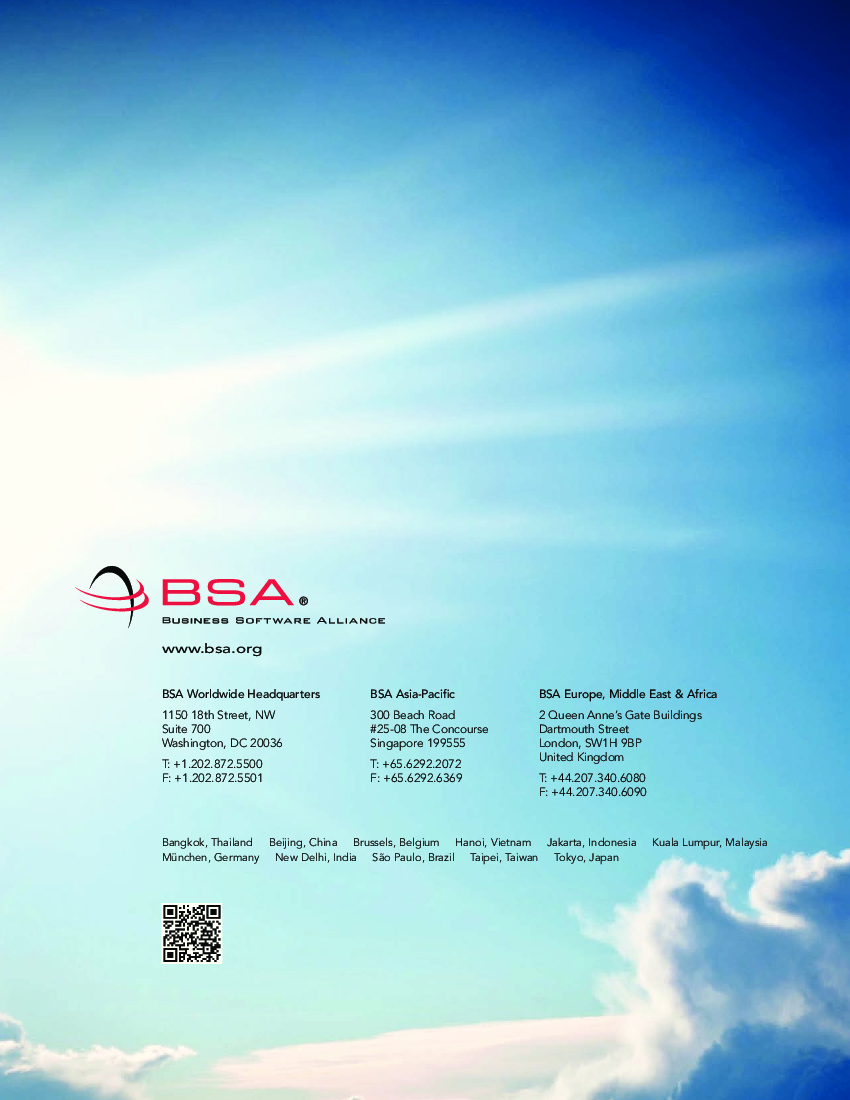 BSA®
Business Software Alliance
www.bsa.org
BSA Worldwide Headquarters
1150 18th Street, NW
Suite 700
Washington, DC 20036
T: +1.202.872.5500
F: +1.202.872.5501
BSA Asia-Pacific
300 Beach Road
#25-08 The Concourse
Singapore 199555
T: +65.6292.2072
F: +65.6292.6369
BSA Europe, Middle East & Africa
2 Queen Anne’s Gate Buildings
Dartmouth Street
London, SW1H 9BP
United Kingdom
T: +44.207.340.6080
F: +44.207.340.6090
Bangkok, Thailand Beijing, China Brussels, Belgium Hanoi, Vietnam Jakarta, Indonesia Kuala Lumpur, Malaysia
München, Germany New Delhi, India São Paulo, Brazil Taipei, Taiwan Tokyo, Japan